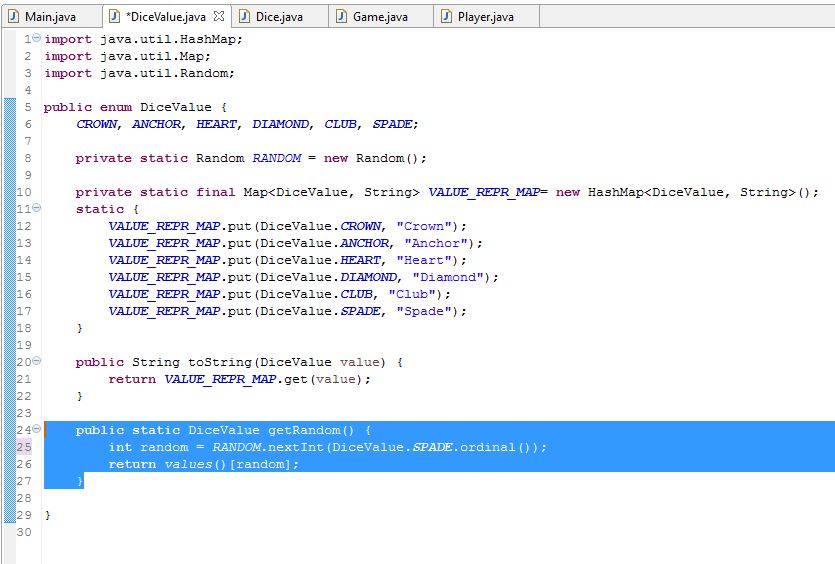 Main.java *DiceValue.java Dice.java Game.java Player.java
1 import java.util.HashMap;
2 import java.util.Map;
3 import java.util.Random;
4
5 public enum DiceValue {
6     CROWN, ANCHOR, HEART, DIAMOND, CLUB, SPADE;
7
8     private static Random RANDOM = new Random();
9
10     private static final Map<DiceValue, String> VALUE_REPR_MAP= new HashMap<DiceValue, String>();
11     static {
12         VALUE_REPR_MAP.put(DiceValue.CROWN, "Crown");
13         VALUE_REPR_MAP.put(DiceValue.ANCHOR, "Anchor");
14         VALUE_REPR_MAP.put(DiceValue.HEART, "Heart");
15         VALUE_REPR_MAP.put(DiceValue.DIAMOND, "Diamond");
16         VALUE_REPR_MAP.put(DiceValue.CLUB, "Club");
17         VALUE_REPR_MAP.put(DiceValue.SPADE, "Spade");
18     }
19
20     public String toString(DiceValue value) {
21         return VALUE_REPR_MAP.get(value);
22     }
23
24     public static DiceValue getRandom() {
25         int random = RANDOM.nextInt(DiceValue.SPADE.ordinal());
26         return values()[random];
27     }
28
29 }
30